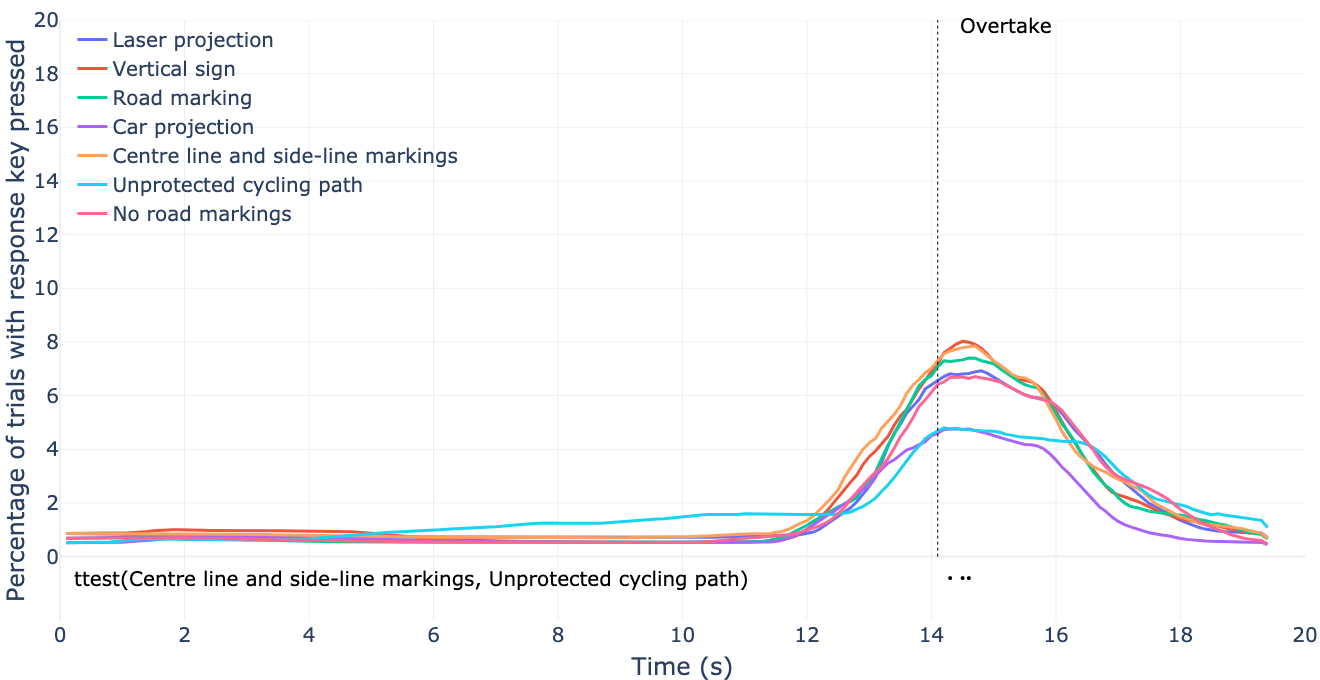 Percentage of trials with response key pressed
20
18
16
14
12
10
8
6
4
2
0
Overtake
Laser projection
Vertical sign
Road marking
Car projection
Centre line and side-line markings
Unprotected cycling path
No road markings
ttest(Centre line and side-line markings, Unprotected cycling path)
0 2 4 6 8 10 12 14 16 18 20
Time (s)